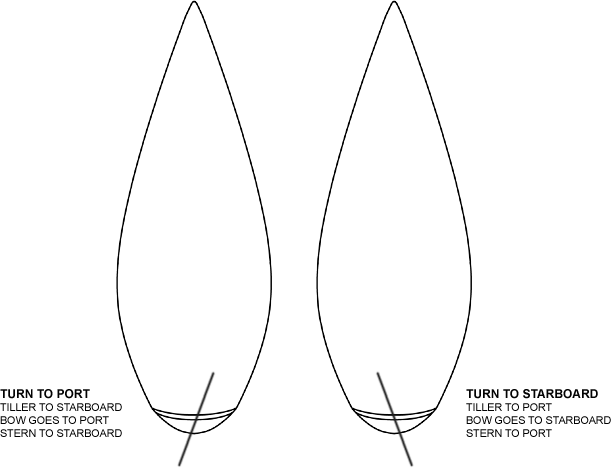 TURN TO PORT
TILLER TO STARBOARD
BOW GOES TO PORT
STERN TO STARBOARD
TURN TO STARBOARD
TILLER TO PORT
BOW GOES TO STARBOARD
STERN TO PORT